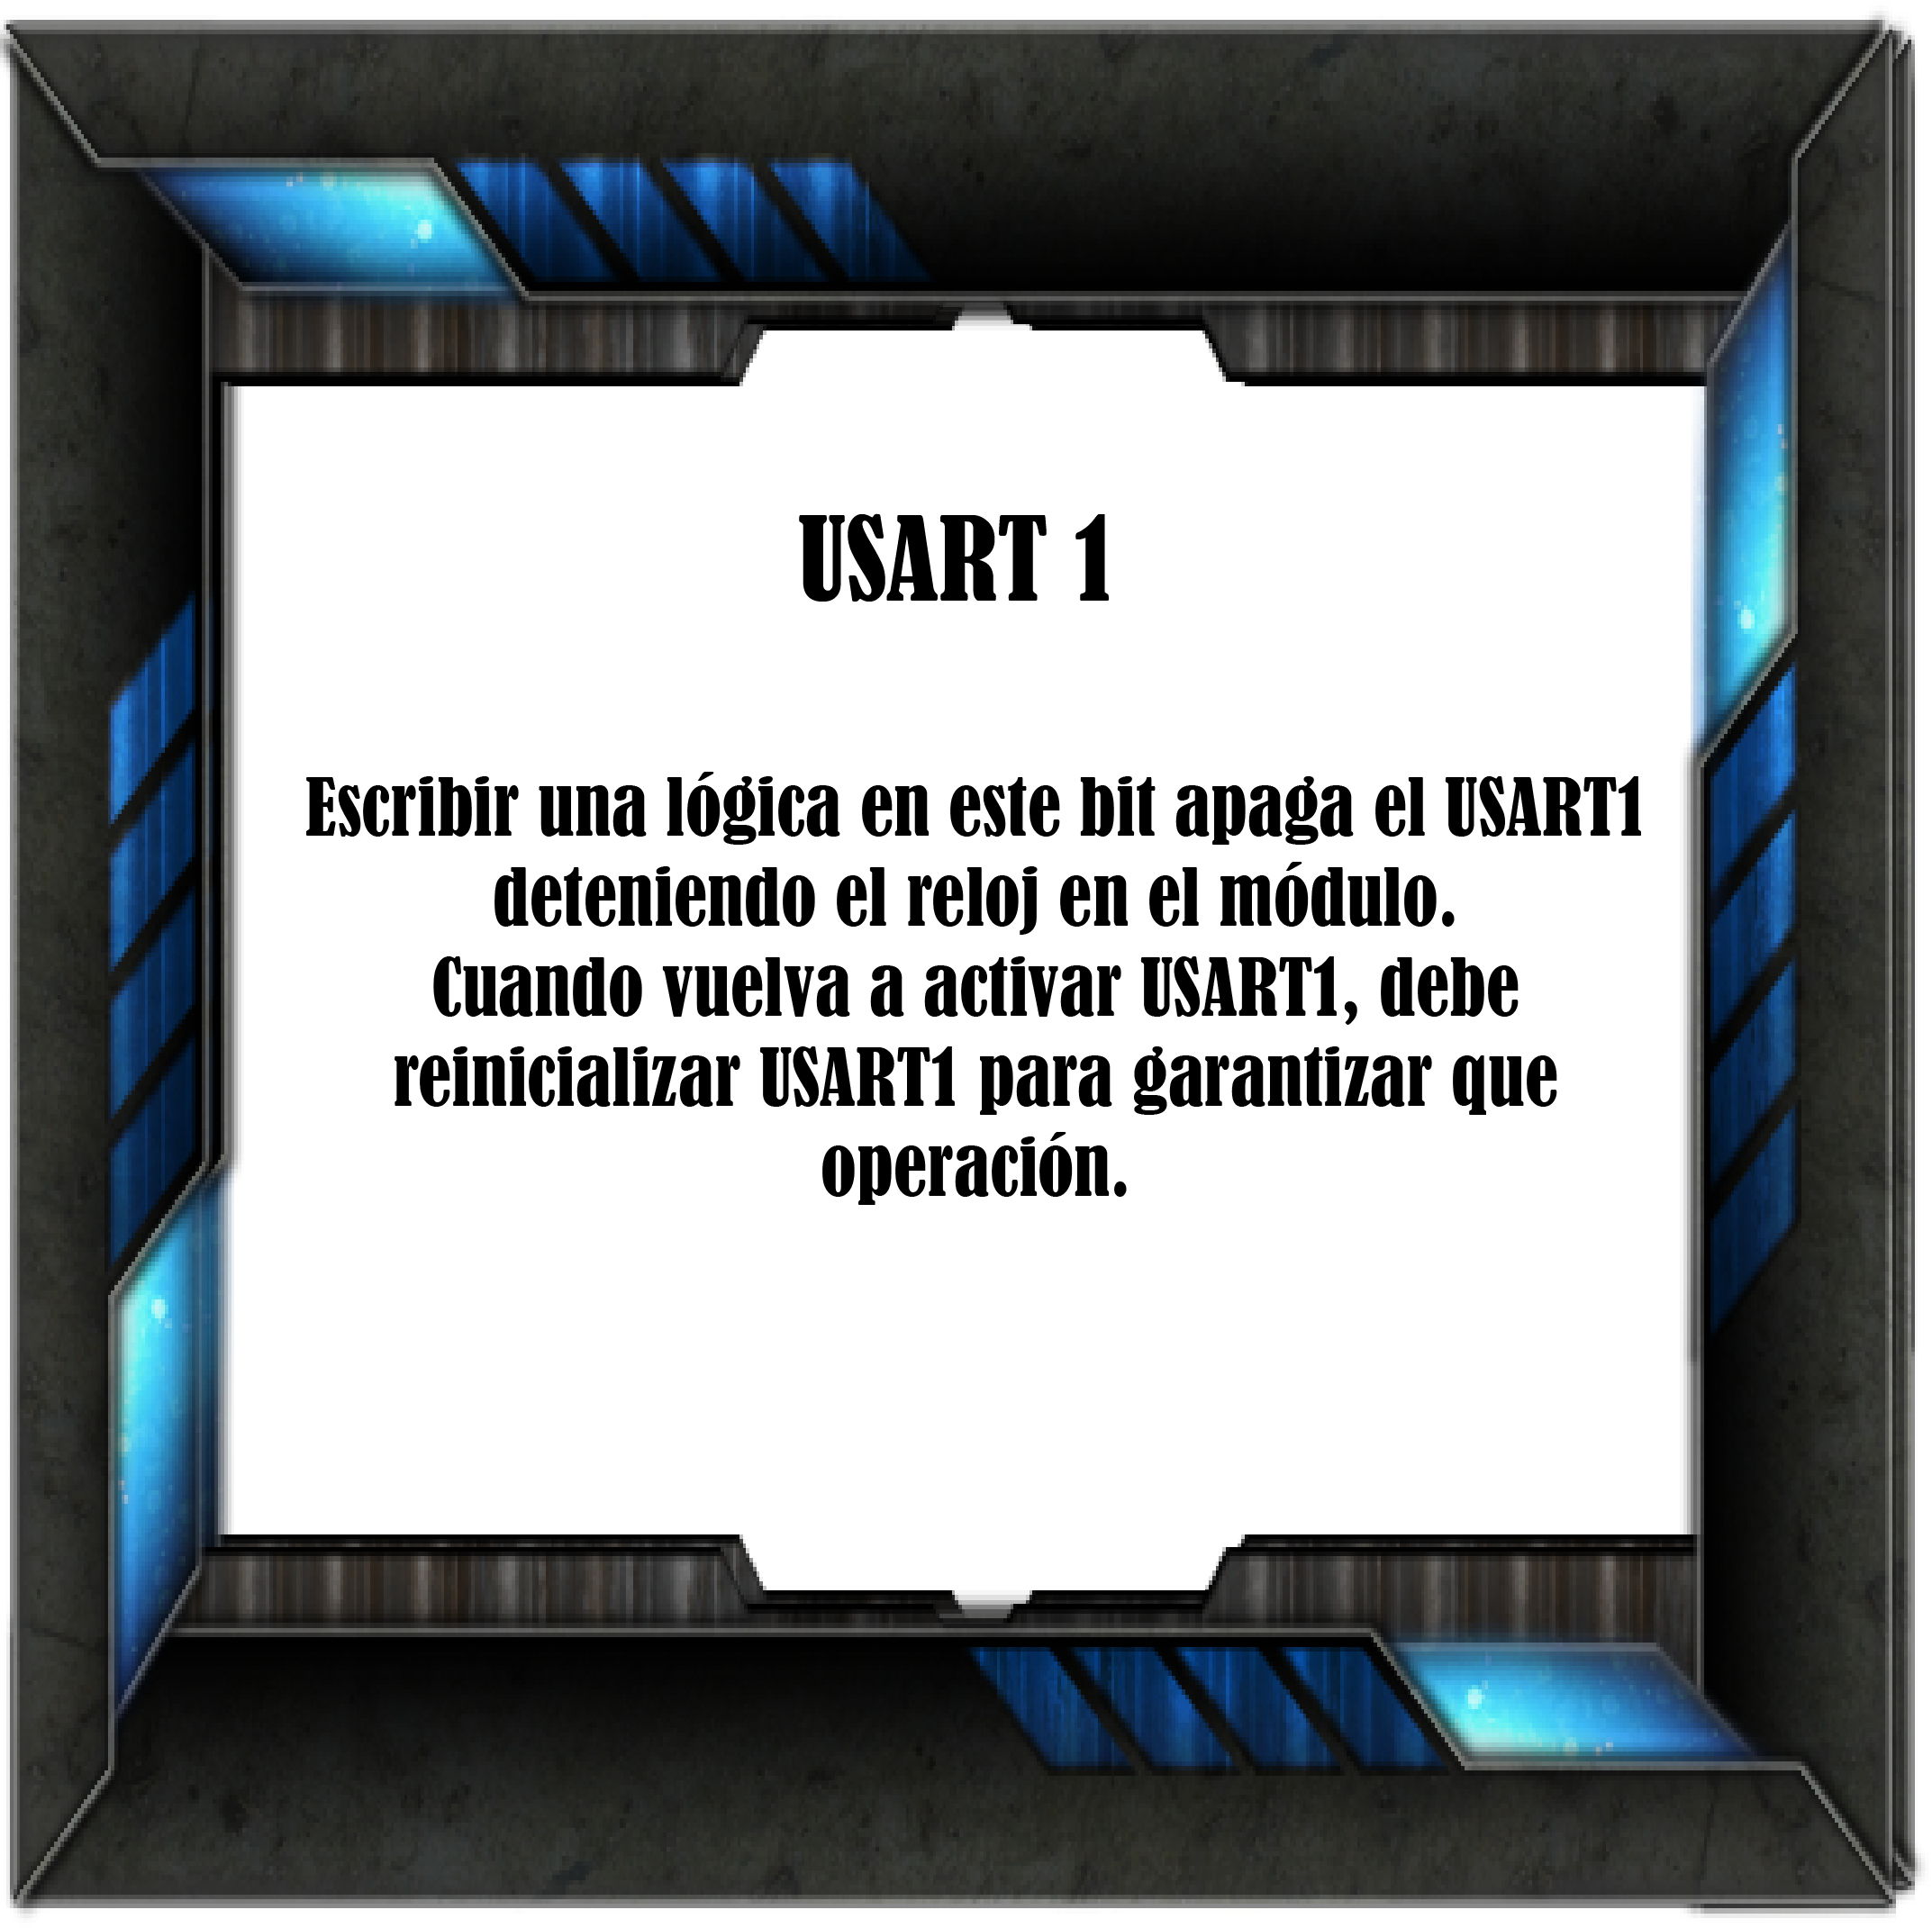 USART 1
Escribir una lógica en este bit apaga el USART1
deteniendo el reloj en el módulo.
Cuando vuelva a activar USART1, debe
reinicializar USART1 para garantizar que
operación.